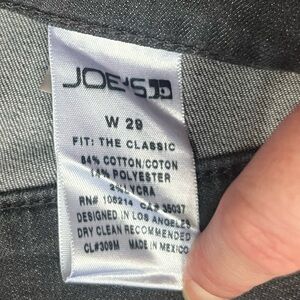 JOE'S JD
W 29
FIT: THE CLASSIC
84% COTTON/COTON
14% POLYESTER
2% LYCRA
RN# 106214 CA# 35037
DESIGNED IN LOS ANGELES
DRY CLEAN RECOMMENDED
CL#309M MADE IN MEXICO